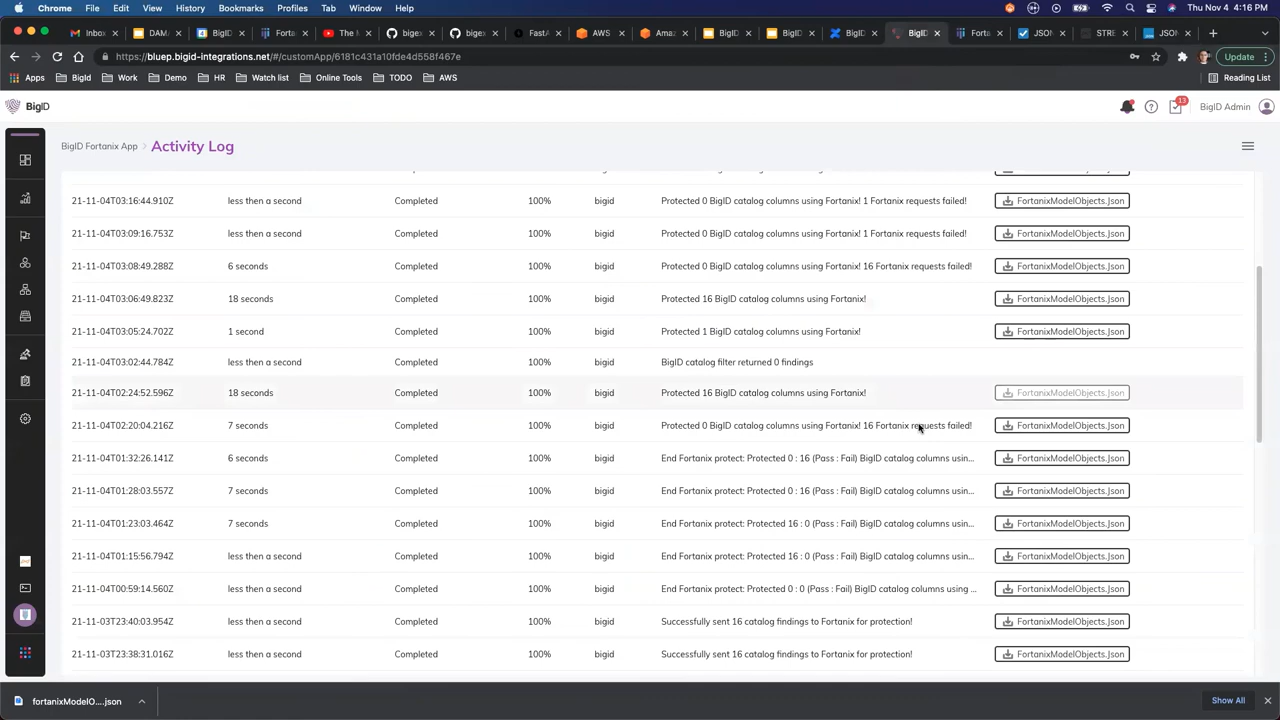 Chrome File Edit View History Bookmarks Profiles Tab Window Help Thu Nov 4 4:16 PM
Inbox DAM BigID Forta The M bigex bigex FastA AWS Amaz BigID BigID BigID BigID Forta JSON STRE JSON
https://bluep.bigid-integrations.net/#/customApp/6181c431a10fde4d558f467e Update
Apps BigId Work Demo HR Watch list Online Tools TODO AWS Reading List
BigID 13 BigID Admin
BigID Fortanix App > Activity Log
21-11-04T03:16:44.910Z less then a second Completed 100% bigid Protected 0 BigID catalog columns using Fortanix! 1 Fortanix requests failed! FortanixModelObjects.Json
21-11-04T03:09:16.753Z less then a second Completed 100% bigid Protected 0 BigID catalog columns using Fortanix! 1 Fortanix requests failed! FortanixModelObjects.Json
21-11-04T03:08:49.288Z 6 seconds Completed 100% bigid Protected 0 BigID catalog columns using Fortanix! 16 Fortanix requests failed! FortanixModelObjects.Json
21-11-04T03:06:49.823Z 18 seconds Completed 100% bigid Protected 16 BigID catalog columns using Fortanix! FortanixModelObjects.Json
21-11-04T03:05:24.702Z 1 second Completed 100% bigid Protected 1 BigID catalog columns using Fortanix! FortanixModelObjects.Json
21-11-04T03:02:44.784Z less then a second Completed 100% bigid BigID catalog filter returned 0 findings
21-11-04T02:24:52.596Z 18 seconds Completed 100% bigid Protected 16 BigID catalog columns using Fortanix! FortanixModelObjects.Json
21-11-04T02:20:04.216Z 7 seconds Completed 100% bigid Protected 0 BigID catalog columns using Fortanix! 16 Fortanix requests failed! FortanixModelObjects.Json
21-11-04T01:32:26.141Z 6 seconds Completed 100% bigid End Fortanix protect: Protected 0 : 16 (Pass : Fail) BigID catalog columns usin... FortanixModelObjects.Json
21-11-04T01:28:03.557Z 7 seconds Completed 100% bigid End Fortanix protect: Protected 0 : 16 (Pass : Fail) BigID catalog columns usin... FortanixModelObjects.Json
21-11-04T01:23:03.464Z 7 seconds Completed 100% bigid End Fortanix protect: Protected 16 : 0 (Pass : Fail) BigID catalog columns usin... FortanixModelObjects.Json
21-11-04T01:15:56.794Z less then a second Completed 100% bigid End Fortanix protect: Protected 16 : 0 (Pass : Fail) BigID catalog columns usin... FortanixModelObjects.Json
21-11-04T00:59:14.560Z less then a second Completed 100% bigid End Fortanix protect: Protected 0 : 0 (Pass : Fail) BigID catalog columns using ... FortanixModelObjects.Json
21-11-03T23:40:03.954Z less then a second Completed 100% bigid Successfully sent 16 catalog findings to Fortanix for protection! FortanixModelObjects.Json
21-11-03T23:38:31.016Z less then a second Completed 100% bigid Successfully sent 16 catalog findings to Fortanix for protection! FortanixModelObjects.Json
fortanixModelO....json Show All